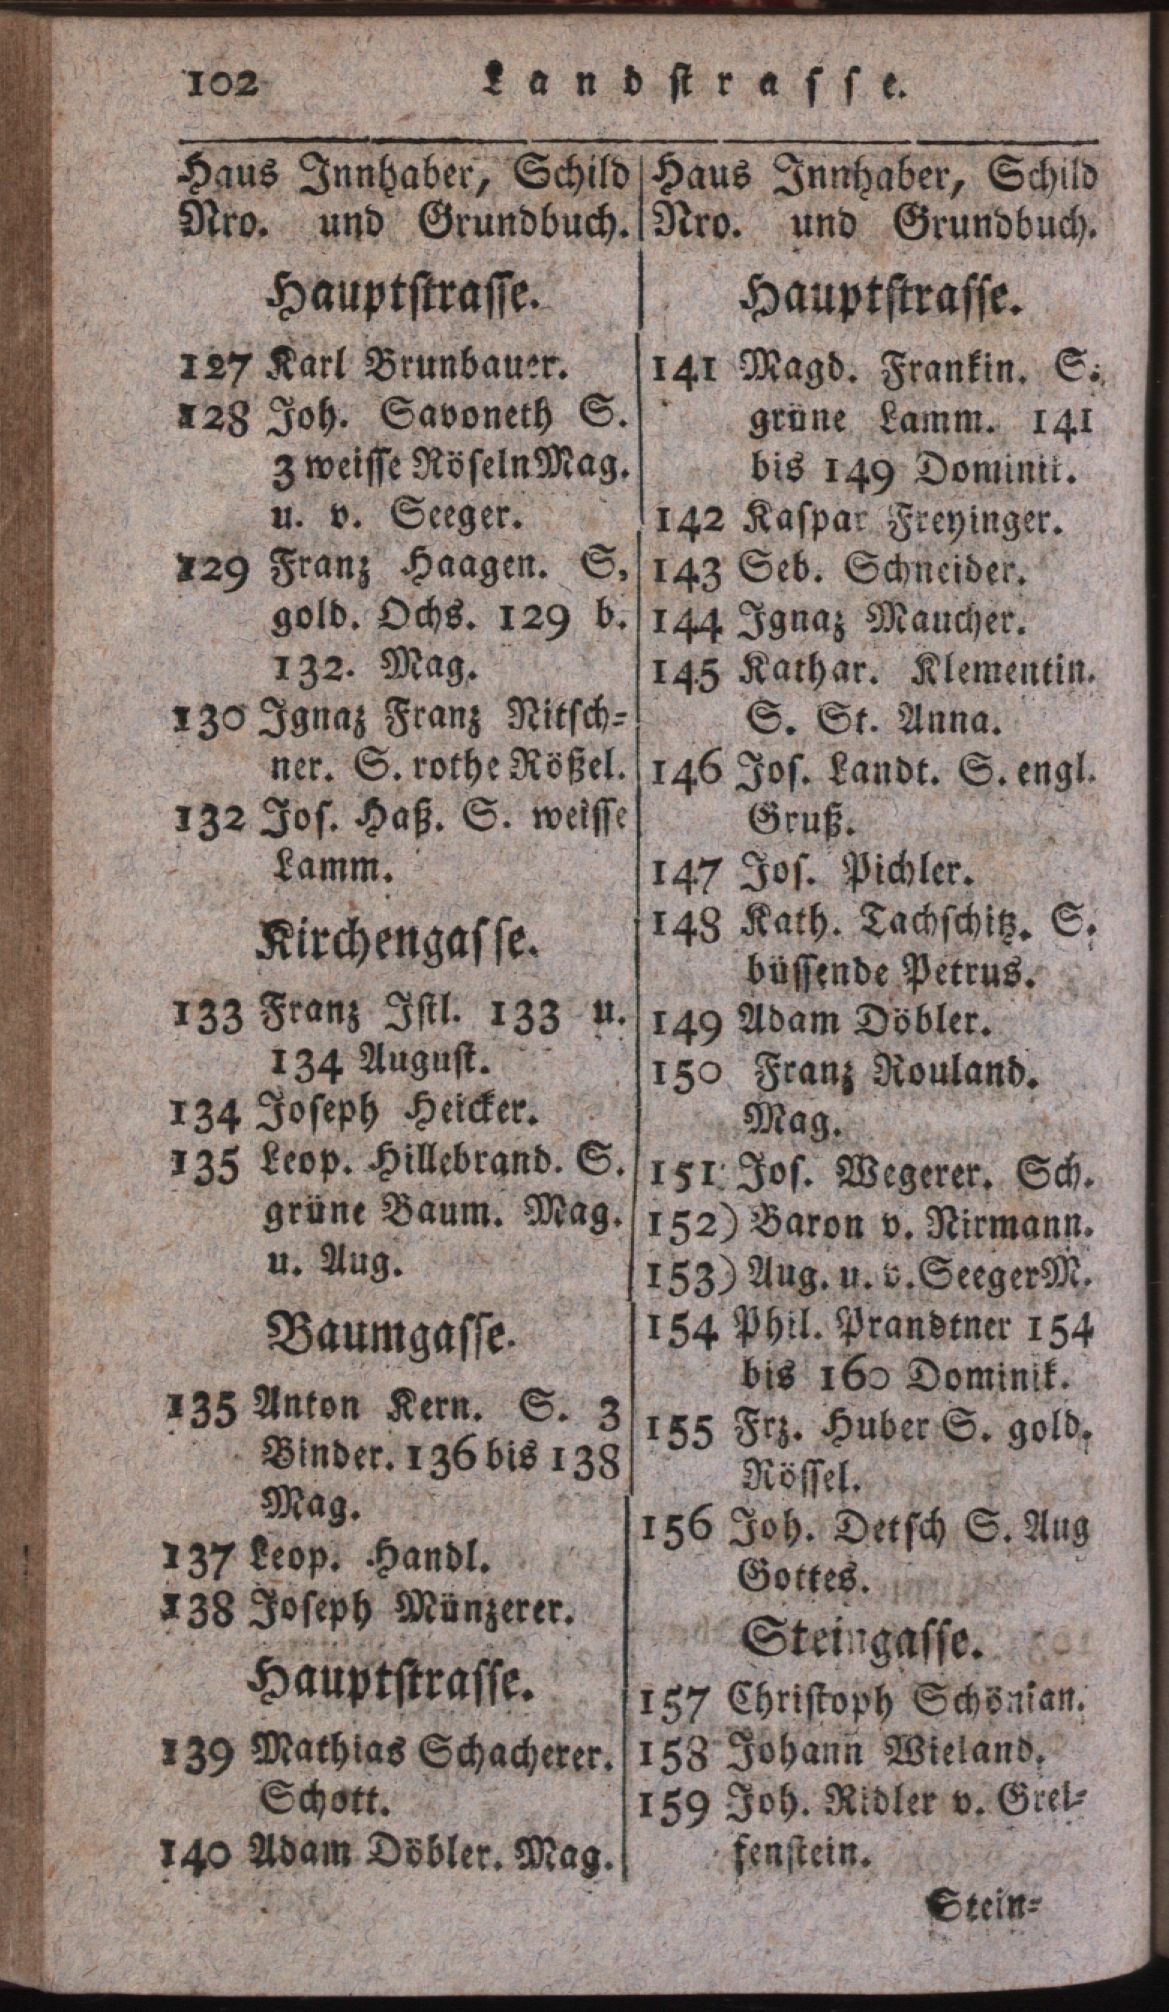 102 Landstrasse.
Haus Innhaber, Schild
Nro. und Grundbuch.
Hauptstrasse.
127 Karl Brunbauer.
128 Joh. Savoneth S.
3 weisse Röseln Mag.
u. v. Seeger.
129 Franz Haagen. S,
gold. Ochs. 129 b.
132. Mag.
130 Ignaz Franz Nitsch-
ner. S. rothe Rößel.
132 Jos. Haß. S. weisse
Lamm.
Kirchengasse.
133 Franz Istl. 133 u.
134 August.
134 Joseph Heicker.
135 Leop. Hillebrand. S.
grüne Baum. Mag.
u. Aug.
Baumgasse.
135 Anton Kern. S. 3
Binder. 136 bis 138
Mag.
137 Leop. Handl.
138 Joseph Münzerer.
Hauptstrasse.
139 Mathias Schacherer.
Schott.
140 Adam Döbler. Mag.
Haus Innhaber, Schild
Nro. und Grundbuch.
Hauptstrasse.
141 Magd. Frankin. S.
grüne Lamm. 141
bis 149 Dominik.
142 Kaspar Freyinger.
143 Seb. Schneider.
144 Ignaz Maucher.
145 Kathar. Klementin.
S. St. Anna.
146 Jos. Landt. S. engl.
Gruß.
147 Jos. Pichler.
148 Kath. Tachschitz. S.
büssende Petrus.
149 Adam Döbler.
150 Franz Rouland.
Mag.
151 Jos. Wegerer. Sch.
152) Baron v. Nirmann.
153) Aug. u. v. Seeger M.
154 Phil. Prandtner 154
bis 160 Dominik.
155 Frz. Huber S. gold.
Rössel.
156 Joh. Detsch S. Aug
Gottes.
Steingasse.
157 Christoph Schönian.
158 Johann Wieland.
159 Joh. Ridler v. Grei-
fenstein.
Stein-